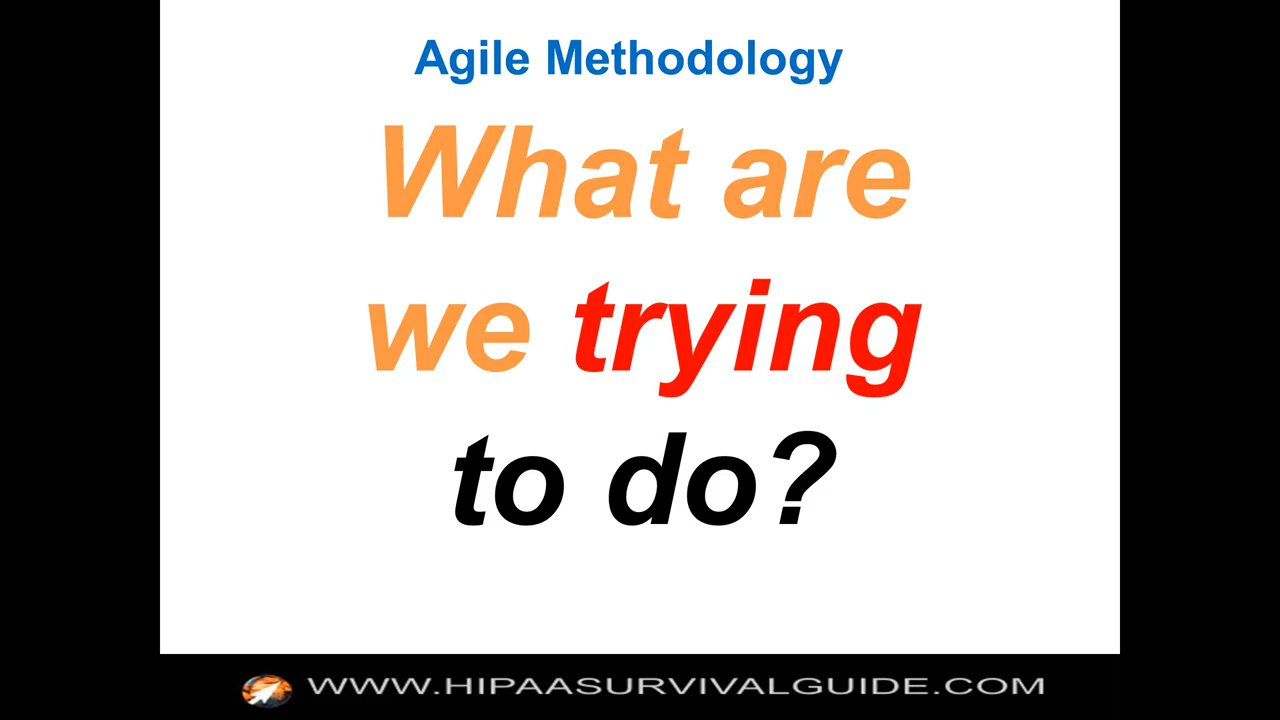 Agile Methodology
What are
we trying
to do?
WWW.HIPAASURVIVALGUIDE.COM